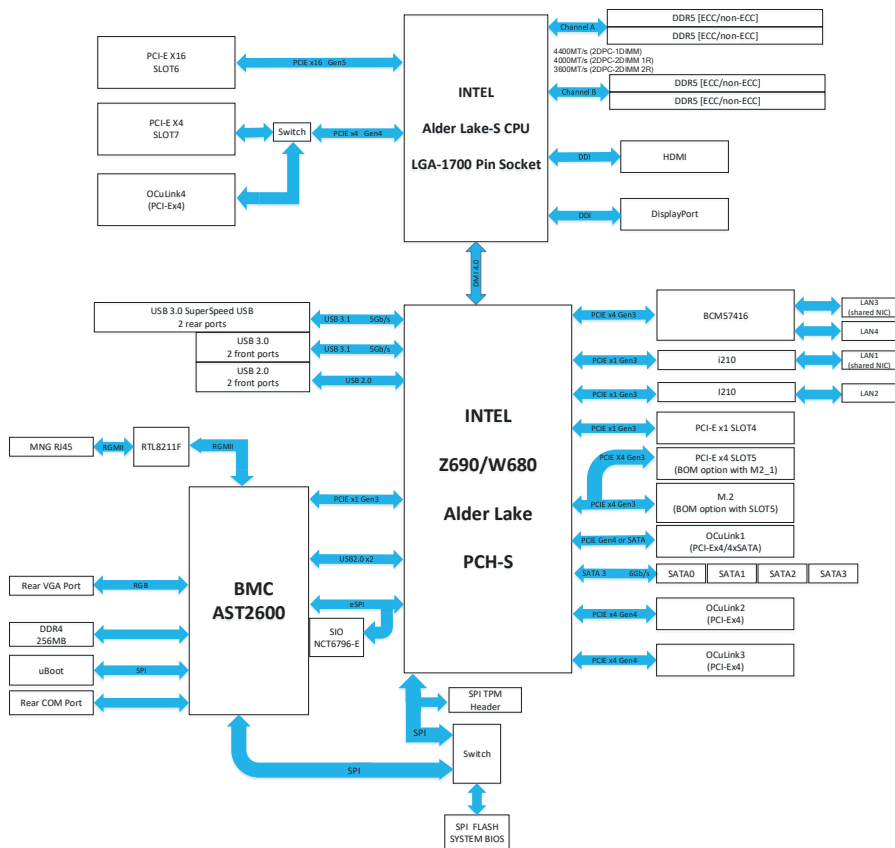 PCI-E X16
SLOT6
PCIE x16 Gen5
PCI-E X4
SLOT7
Switch
PCIE x4 Gen4
OCuLink4
(PCI-Ex4)
INTEL
Alder Lake-S CPU
LGA-1700 Pin Socket
Channel A
DDR5 [ECC/non-ECC]
DDR5 [ECC/non-ECC]
4400MT/s (2DPC-1DIMM)
4000MT/s (2DPC-2DIMM 1R)
3600MT/s (2DPC-2DIMM 2R)
Channel B
DDR5 [ECC/non-ECC]
DDR5 [ECC/non-ECC]
DDI
HDMI
DDI
DisplayPort
DMI 4.0
USB 3.0 SuperSpeed USB
2 rear ports
USB 3.1 5Gb/s
USB 3.0
2 front ports
USB 3.1 5Gb/s
USB 2.0
2 front ports
USB 2.0
INTEL
Z690/W680
Alder Lake
PCH-S
PCIE x4 Gen3
BCM57416
LAN3
(shared NIC)
LAN4
PCIE x1 Gen3
i210
LAN1
(shared NIC)
PCIE x1 Gen3
I210
LAN2
PCIE x1 Gen3
PCI-E x1 SLOT4
PCIE X4 Gen3
PCI-E x4 SLOT5
(BOM option with M2_1)
PCIE x4 Gen3
M.2
(BOM option with SLOT5)
PCIE Gen4 or SATA
OCuLink1
(PCI-Ex4/4xSATA)
SATA 3 6Gb/s
SATA0
SATA1
SATA2
SATA3
PCIE x4 Gen4
OCuLink2
(PCI-Ex4)
PCIE x4 Gen4
OCuLink3
(PCI-Ex4)
MNG RJ45
RGMII
RTL8211F
RGMII
BMC
AST2600
PCIE x1 Gen3
USB2.0 x2
eSPI
SIO
NCT6796-E
Rear VGA Port
RGB
DDR4
256MB
uBoot
SPI
Rear COM Port
SPI TPM
Header
SPI
Switch
SPI
SPI FLASH
SYSTEM BIOS